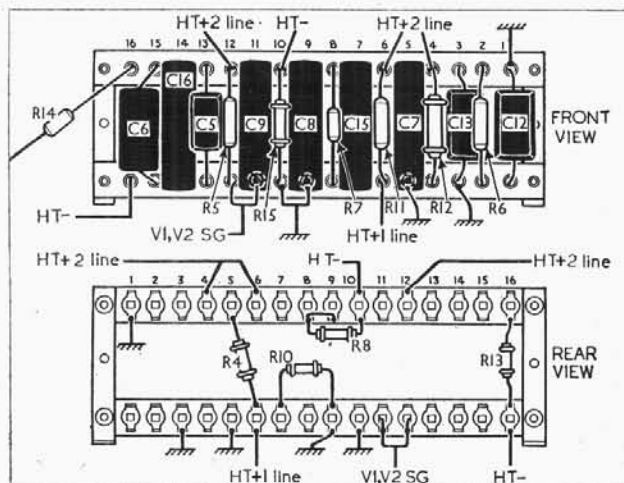 HT+2 line HT- HT+2 line
16 15 14 13 12 11 10 9 8 7 6 5 4 3 2 1
R14 C6 C16 C5 C9 C8 C15 C7 C13 C12
FRONT VIEW
R5 R15 R7 R11 R12 R6
HT-
V1,V2 SG
HT+1 line
HT+2 line HT- HT+2 line
1 2 3 4 5 6 7 8 9 10 11 12 13 14 15 16
R8
R4 R10 R13
REAR VIEW
HT+1 line V1,V2 SG HT-